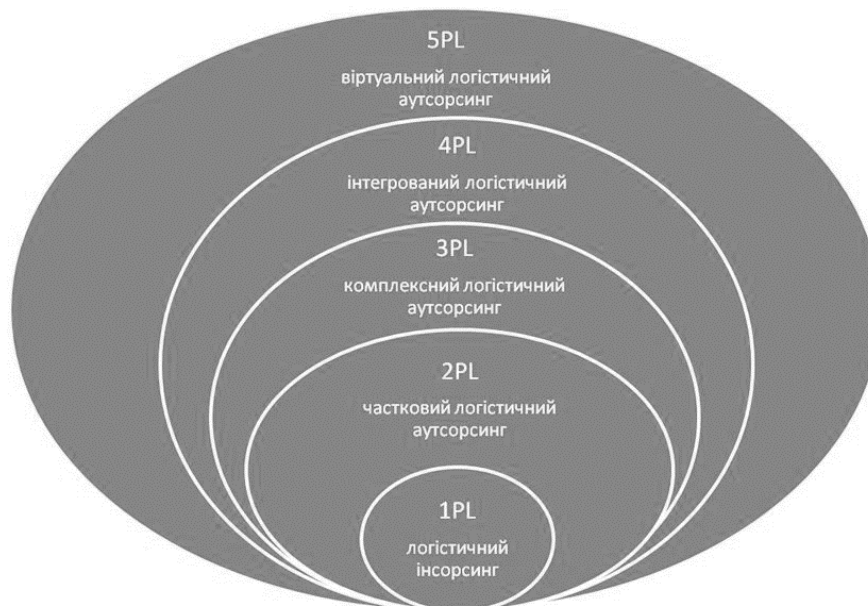 5PL
віртуальний логістичний
аутсорсинг
4PL
інтегрований логістичний
аутсорсинг
3PL
комплексний логістичний
аутсорсинг
2PL
частковий логістичний
аутсорсинг
1PL
логістичний
інсорсинг